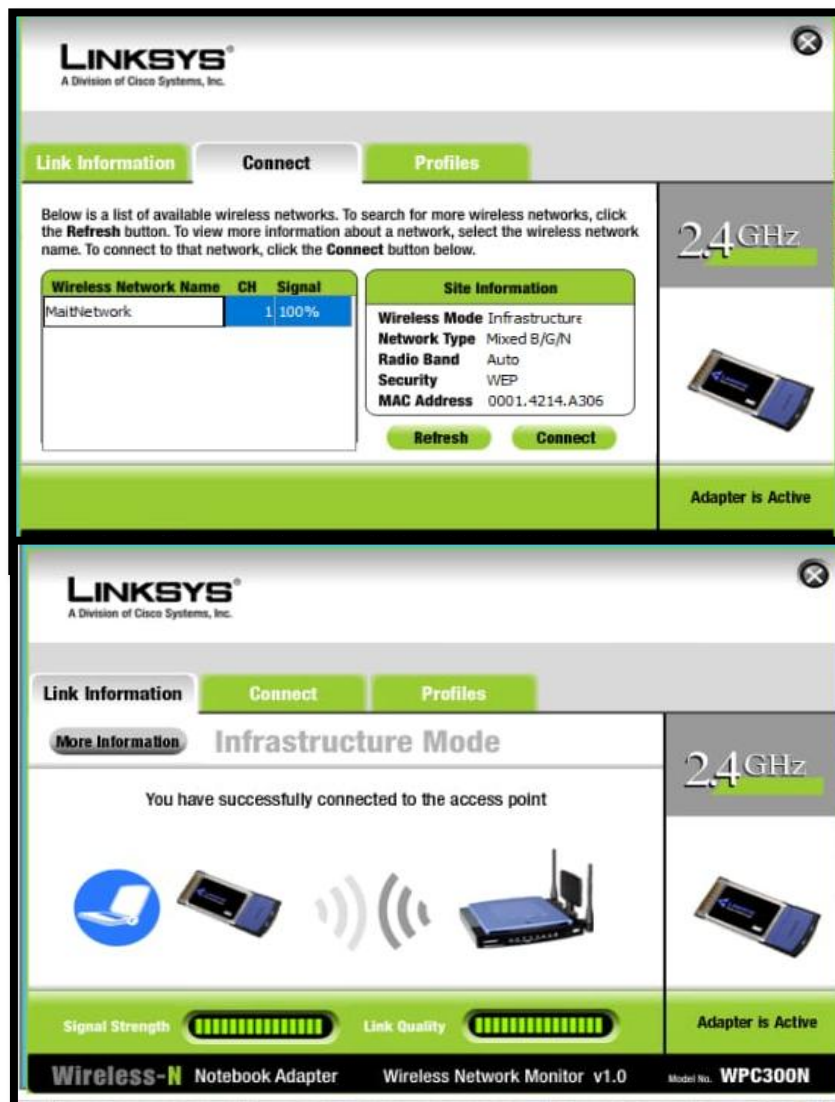 LINKSYS®
A Division of Cisco Systems, Inc.
Link Information Connect Profiles
Below is a list of available wireless networks. To search for more wireless networks, click
the Refresh button. To view more information about a network, select the wireless network
name. To connect to that network, click the Connect button below.
2.4GHz
Wireless Network Name CH Signal
MaitNetwork 1 100%
Site Information
Wireless Mode Infrastructure
Network Type Mixed B/G/N
Radio Band Auto
Security WEP
MAC Address 0001.4214.A306
Refresh Connect
Adapter is Active
LINKSYS®
A Division of Cisco Systems, Inc.
Link Information Connect Profiles
More Information Infrastructure Mode
2.4GHz
You have successfully connected to the access point
Signal Strength Link Quality
Adapter is Active
Wireless-N Notebook Adapter Wireless Network Monitor v1.0 Model No. WPC300N